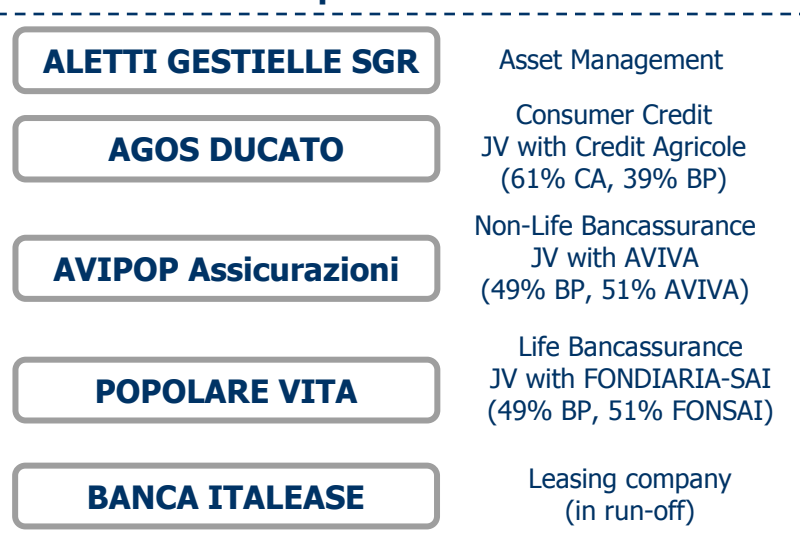 ALETTI GESTIELLE SGR
Asset Management
AGOS DUCATO
Consumer Credit
JV with Credit Agricole
(61% CA, 39% BP)
AVIPOP Assicurazioni
Non-Life Bancassurance
JV with AVIVA
(49% BP, 51% AVIVA)
POPOLARE VITA
Life Bancassurance
JV with FONDIARIA-SAI
(49% BP, 51% FONSAI)
BANCA ITALEASE
Leasing company
(in run-off)